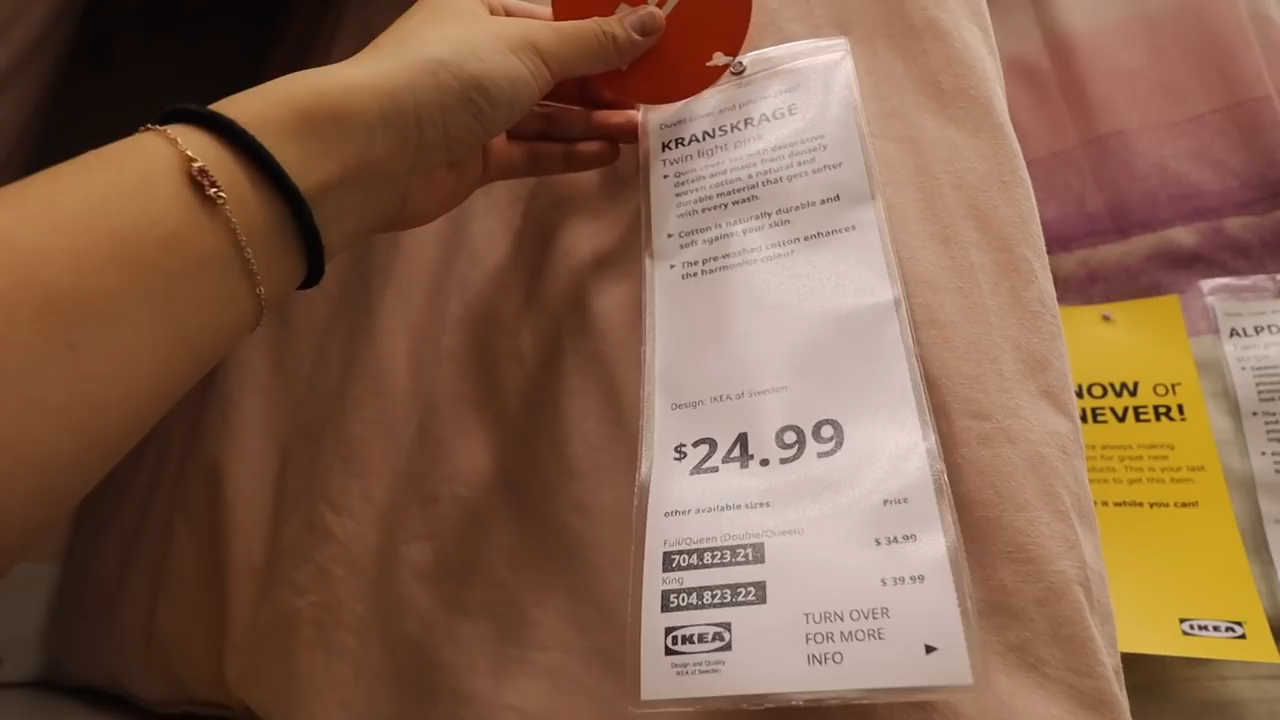 Duvet cover and pillowcase(s)
KRANSKRAGE
Twin light pink
► Quilt cover set with decorative
details and made from densely
woven cotton, a natural and
durable material that gets softer
with every wash.
► Cotton is naturally durable and
soft against your skin.
► The pre-washed cotton enhances
the harmonise colour
Design: IKEA of Sweden
$24.99
other available sizes: Price
Full/Queen (Double/Queen)
704.823.21 $ 34.99
King
504.823.22 $ 39.99
IKEA
Design and Quality
IKEA of Sweden
TURN OVER
FOR MORE
INFO ►
NOW or
NEVER!
always making
for great new
This is your last
to get this item.
it while you can!
IKEA
ALPD